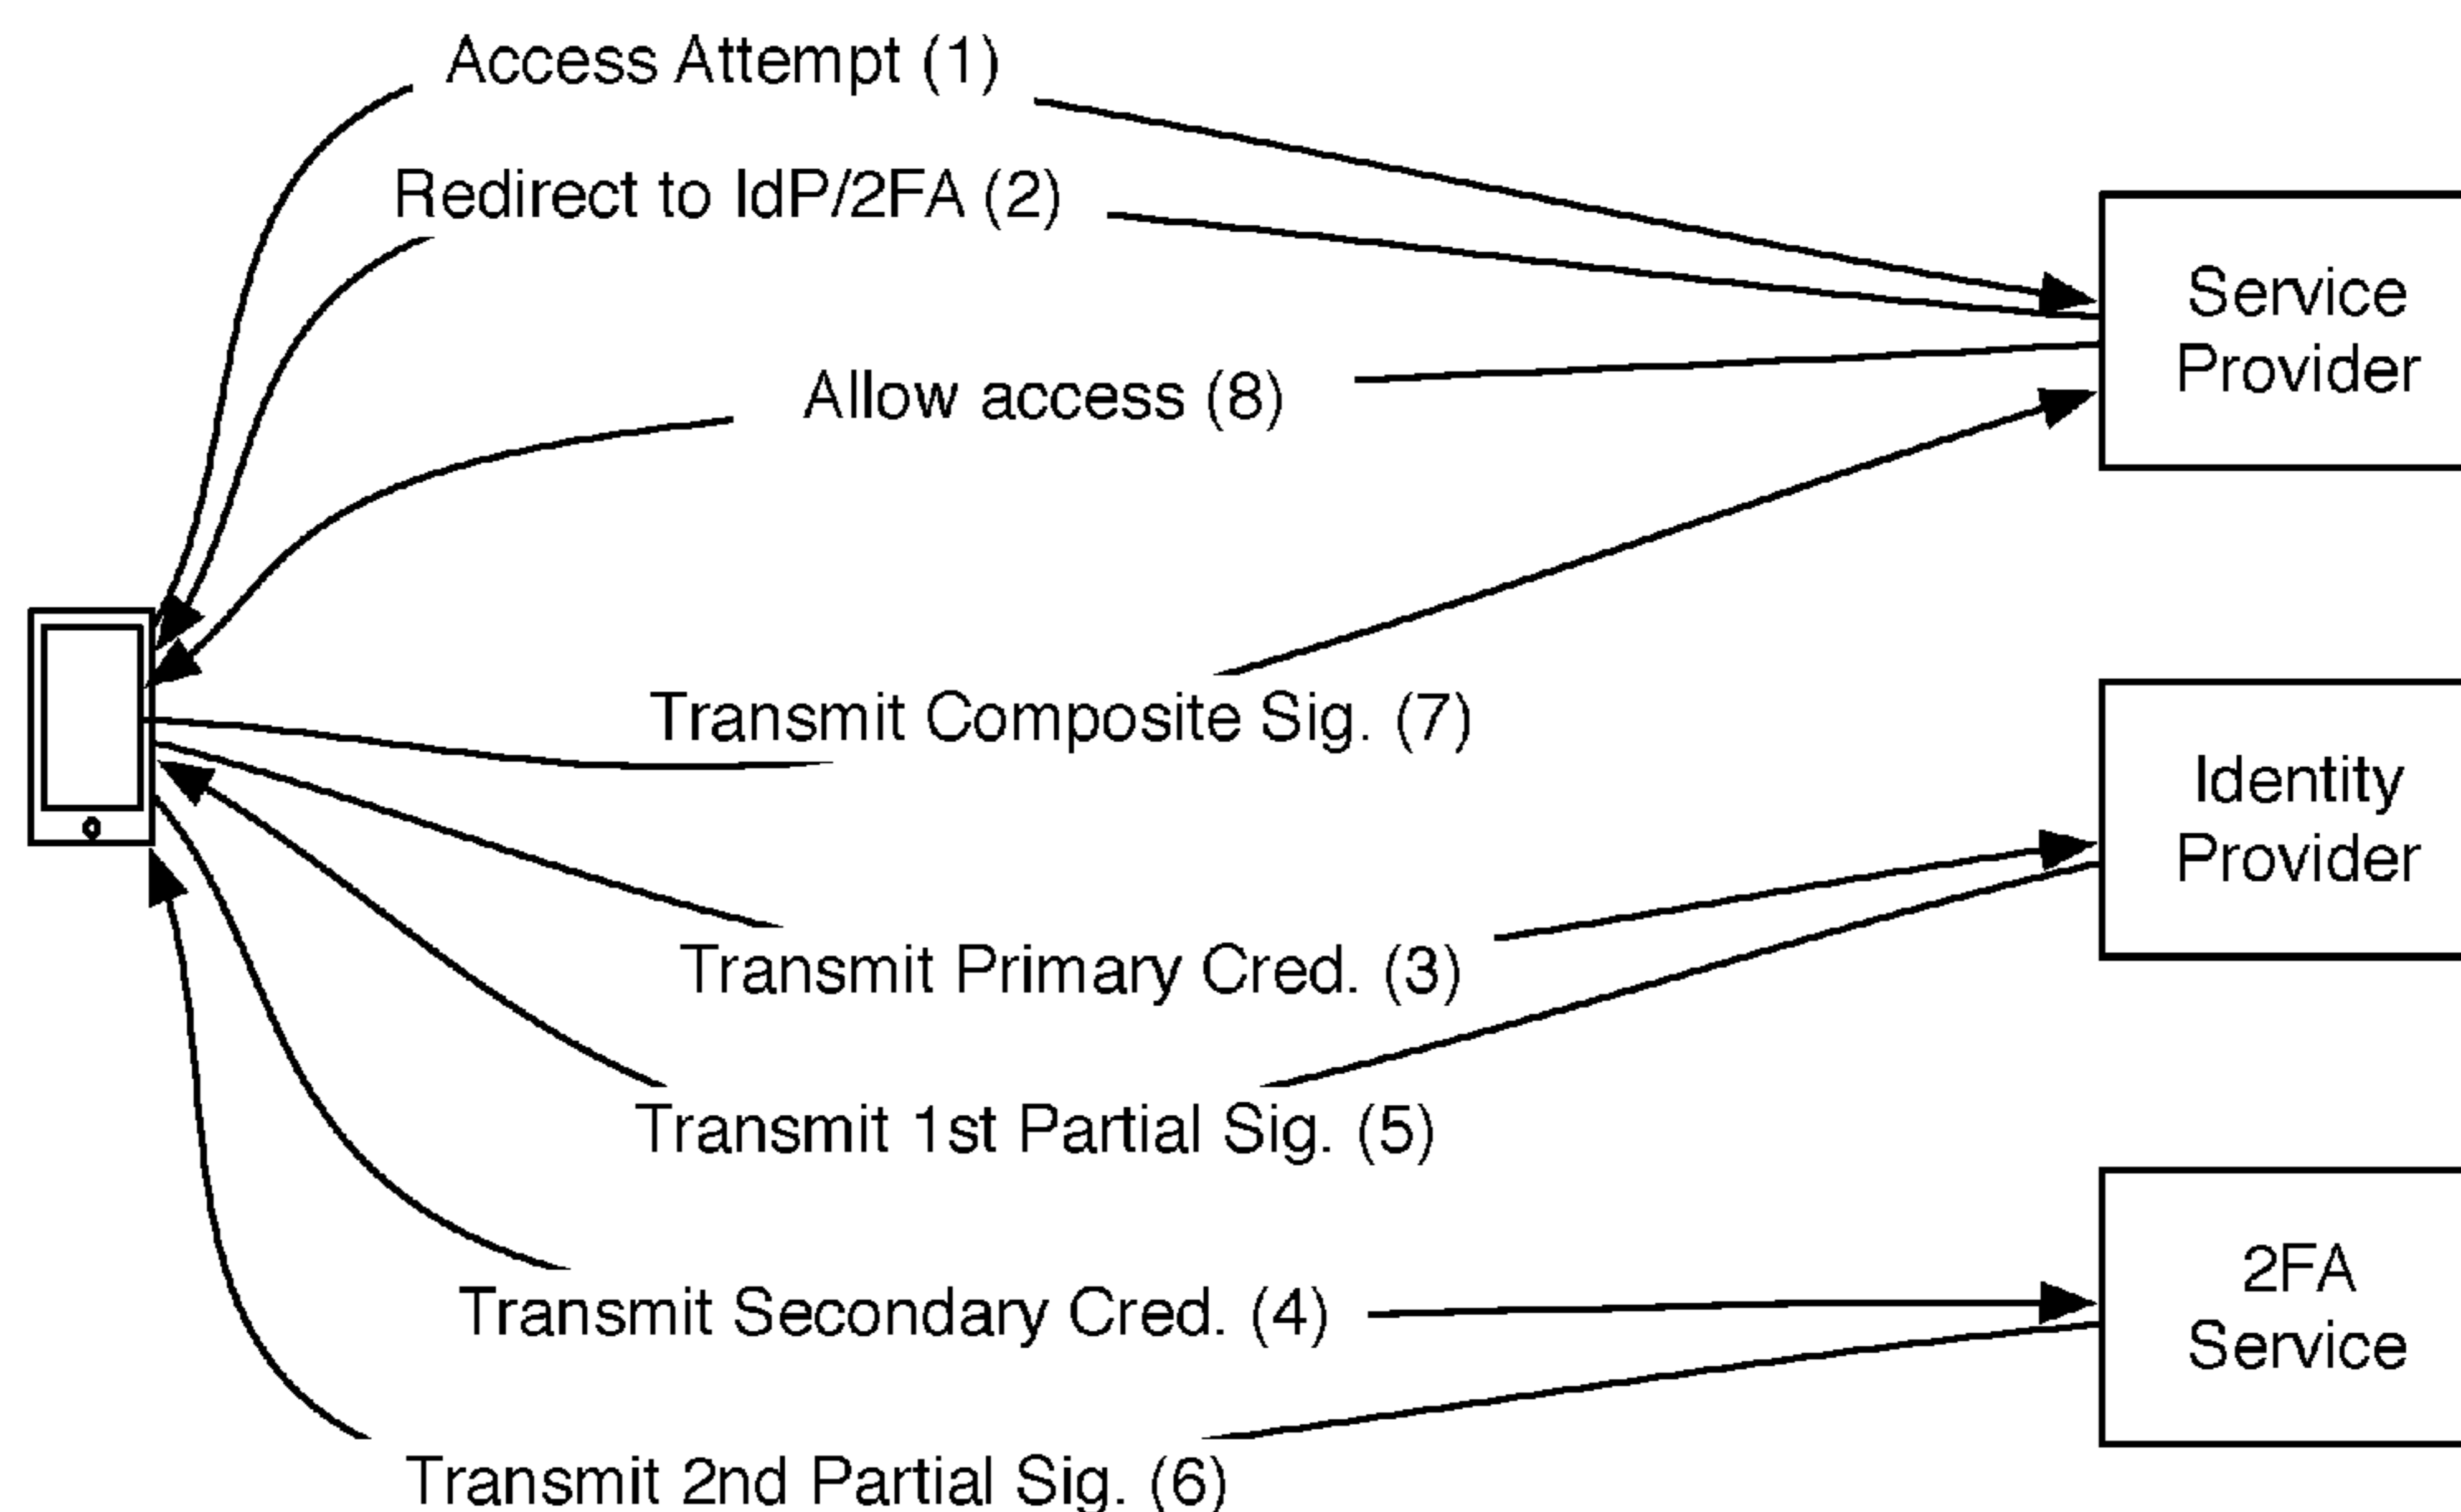 Access Attempt (1)
Redirect to IdP/2FA (2)
Allow access (8)
Service
Provider
Transmit Composite Sig. (7)
Identity
Provider
Transmit Primary Cred. (3)
Transmit 1st Partial Sig. (5)
Transmit Secondary Cred. (4)
2FA
Service
Transmit 2nd Partial Sig. (6)